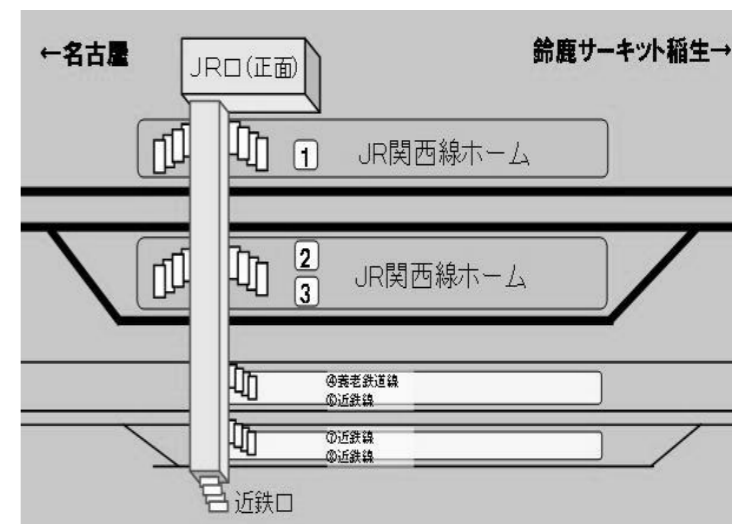 ←名古屋
鈴鹿サーキット稲生→
JR口(正面)
1
JR関西線ホーム
2
3
JR関西線ホーム
④養老鉄道線
⑥近鉄線
⑦近鉄線
⑧近鉄線
近鉄口